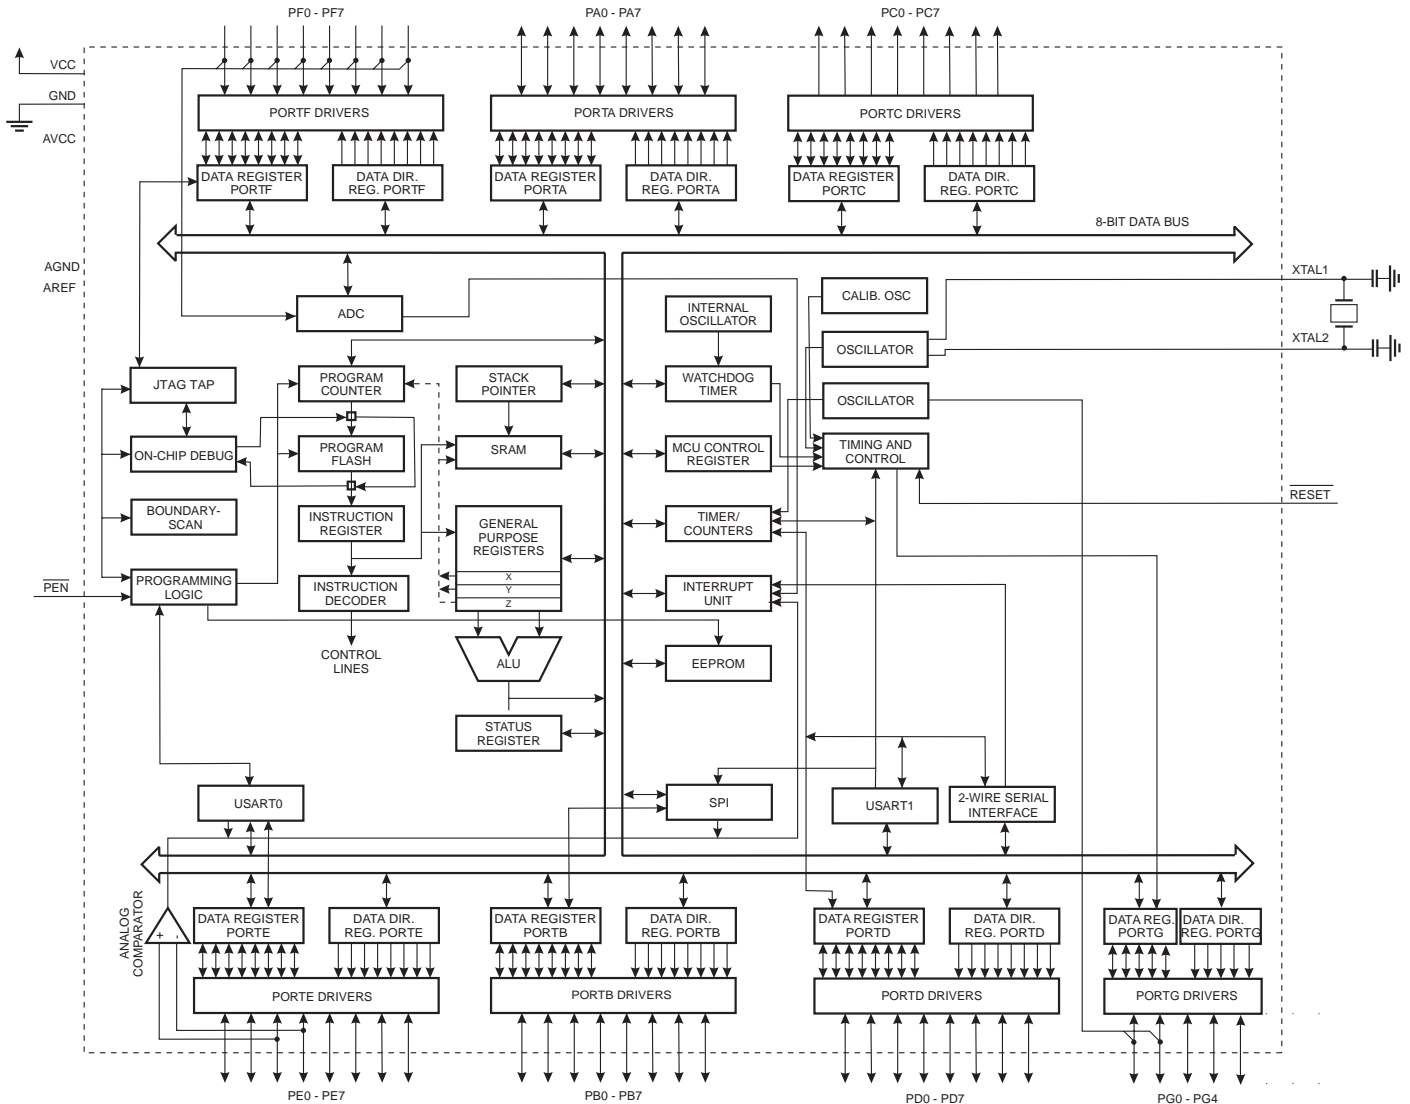 PF0 - PF7
PA0 - PA7
PC0 - PC7
VCC
GND
AVCC
PORTF DRIVERS
PORTA DRIVERS
PORTC DRIVERS
DATA REGISTER
PORTF
DATA DIR.
REG. PORTF
DATA REGISTER
PORTA
DATA DIR.
REG. PORTA
DATA REGISTER
PORTC
DATA DIR.
REG. PORTC
8-BIT DATA BUS
AGND
AREF
XTAL1
XTAL2
ADC
INTERNAL
OSCILLATOR
CALIB. OSC
OSCILLATOR
JTAG TAP
PROGRAM
COUNTER
STACK
POINTER
WATCHDOG
TIMER
OSCILLATOR
ON-CHIP DEBUG
PROGRAM
FLASH
SRAM
MCU CONTROL
REGISTER
TIMING AND
CONTROL
RESET
BOUNDARY-
SCAN
INSTRUCTION
REGISTER
GENERAL
PURPOSE
REGISTERS
X
Y
Z
TIMER/
COUNTERS
PEN
PROGRAMMING
LOGIC
INSTRUCTION
DECODER
INTERRUPT
UNIT
CONTROL
LINES
ALU
EEPROM
STATUS
REGISTER
USART0
SPI
USART1
2-WIRE SERIAL
INTERFACE
ANALOG
COMPARATOR
+
-
DATA REGISTER
PORTE
DATA DIR.
REG. PORTE
DATA REGISTER
PORTB
DATA DIR.
REG. PORTB
DATA REGISTER
PORTD
DATA DIR.
REG. PORTD
DATA REG.
PORTG
DATA DIR.
REG. PORTG
PORTE DRIVERS
PORTB DRIVERS
PORTD DRIVERS
PORTG DRIVERS
PE0 - PE7
PB0 - PB7
PD0 - PD7
PG0 - PG4